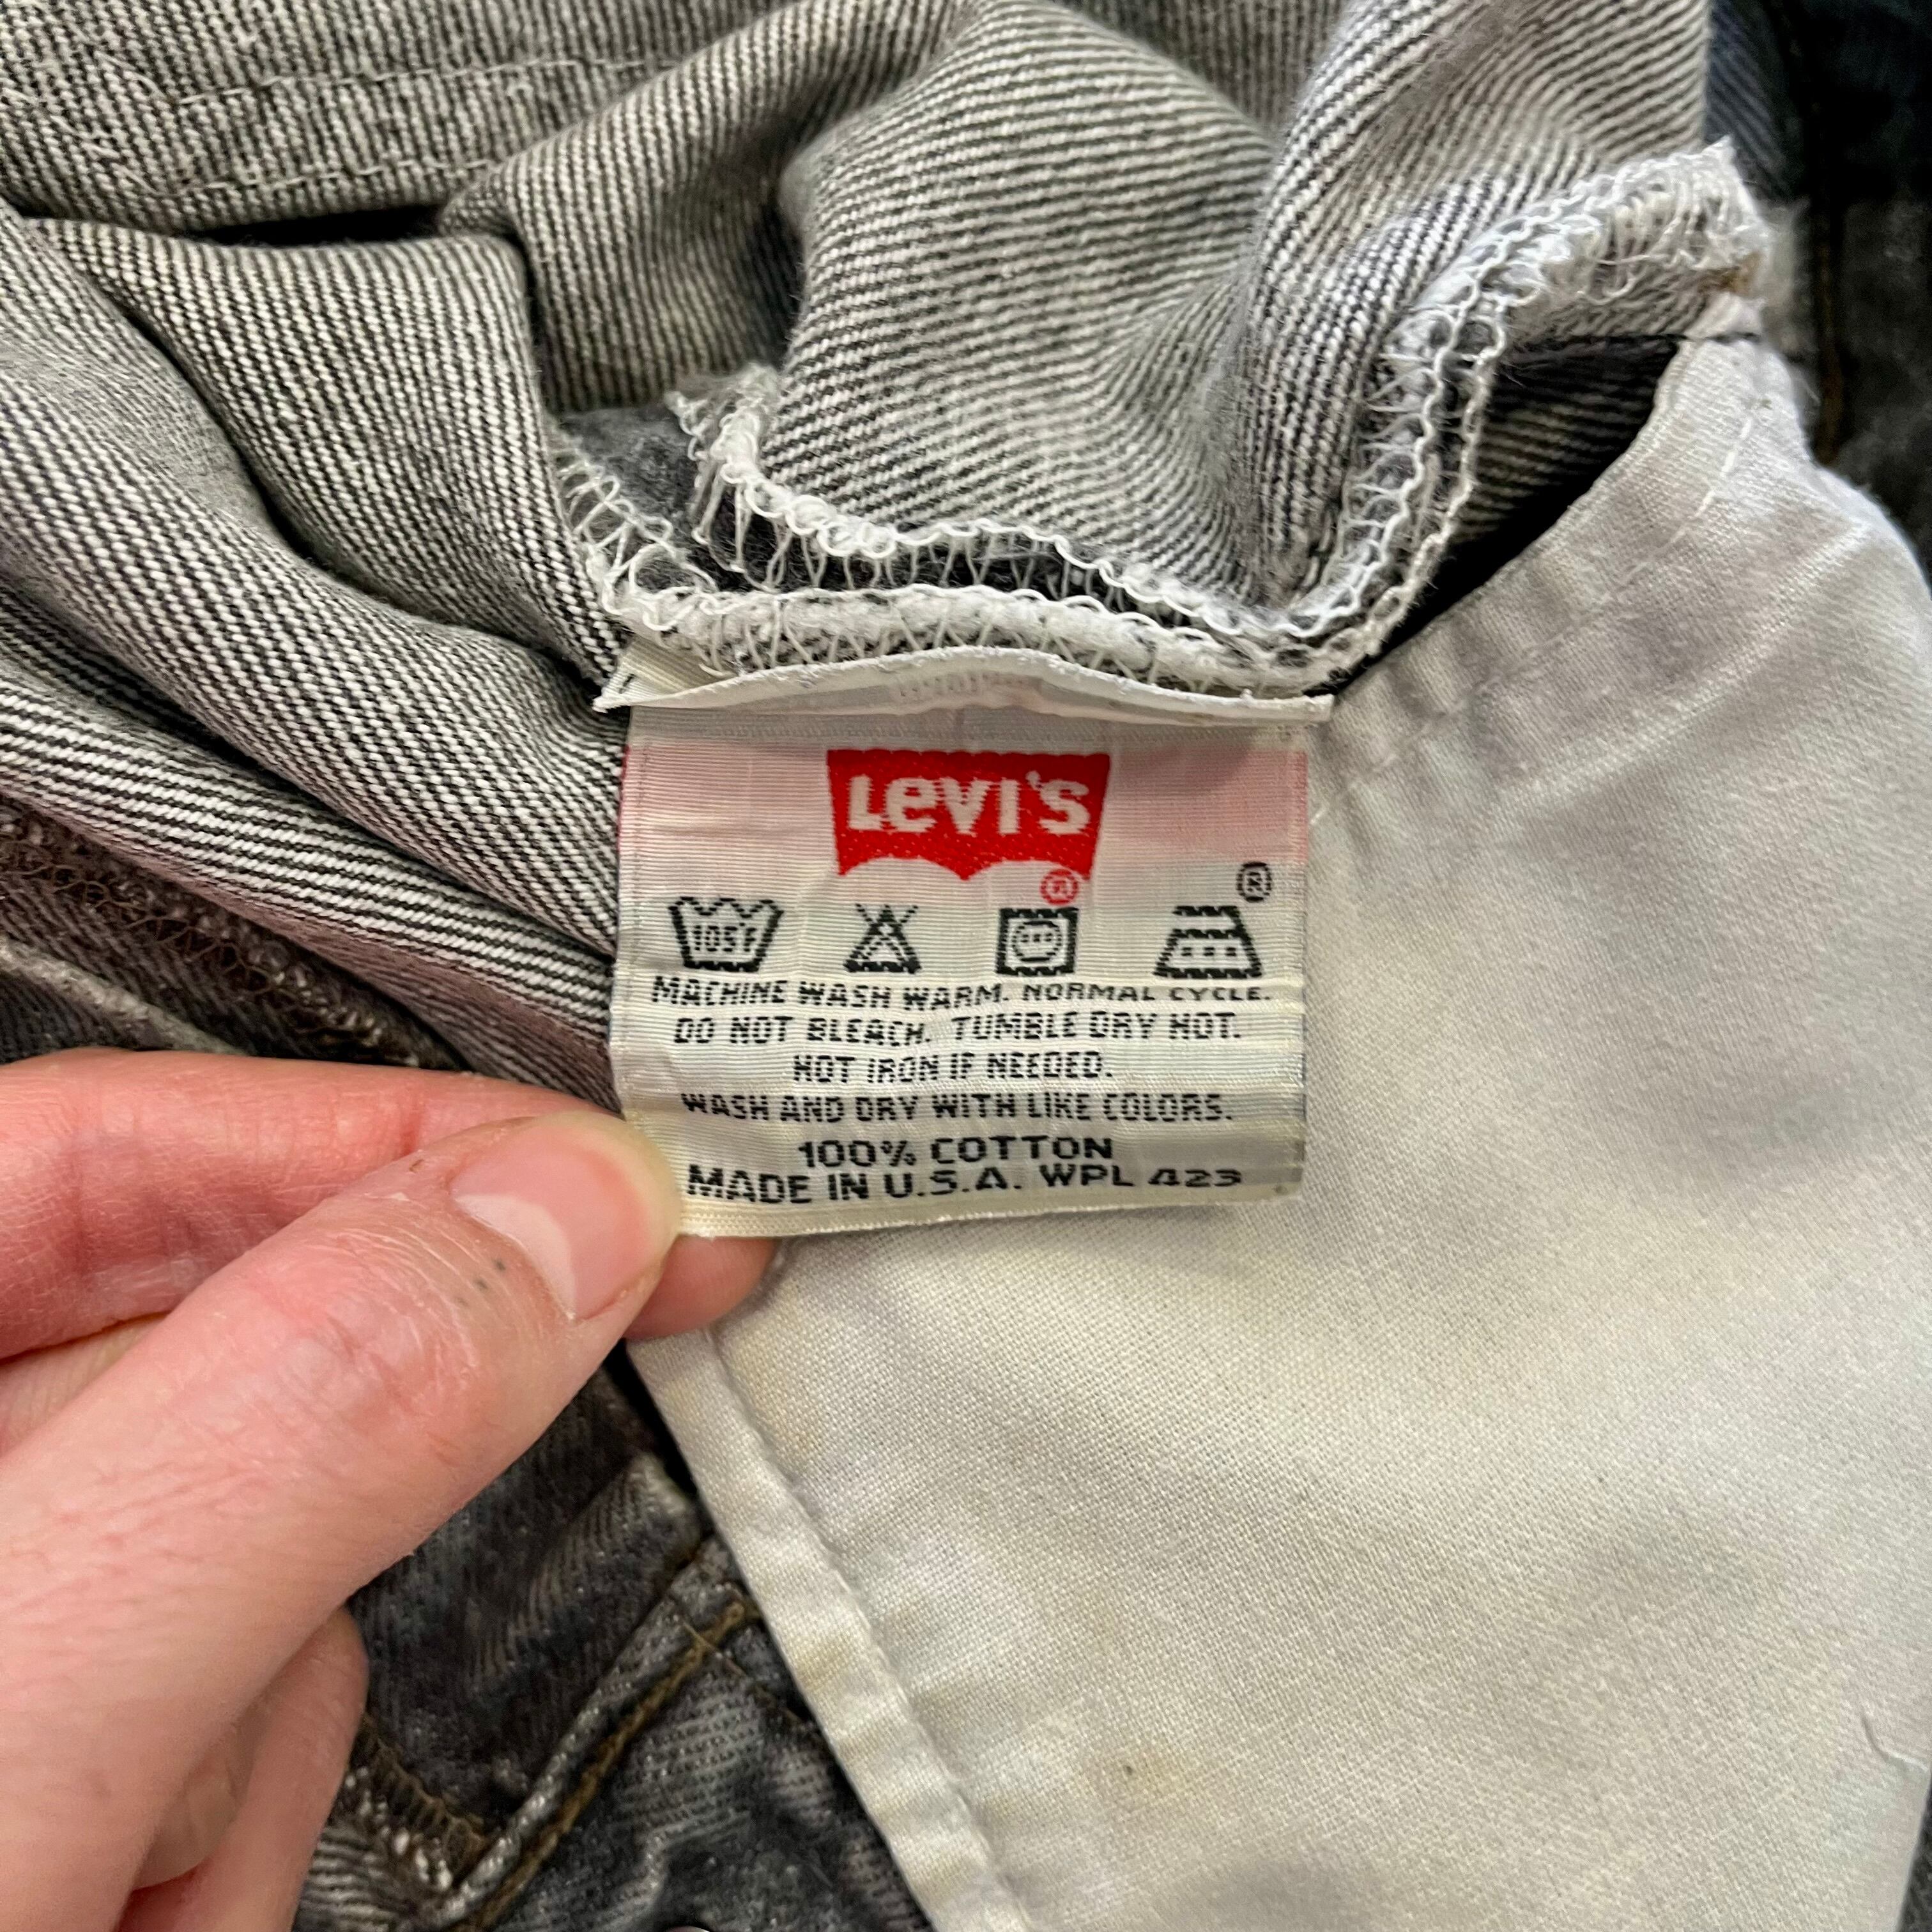 LEVI'S
®
®
105°F
MACHINE WASH WARM. NORMAL CYCLE.
DO NOT BLEACH. TUMBLE DRY HOT.
HOT IRON IF NEEDED.
WASH AND DRY WITH LIKE COLORS.
100% COTTON
MADE IN U.S.A. WPL 423